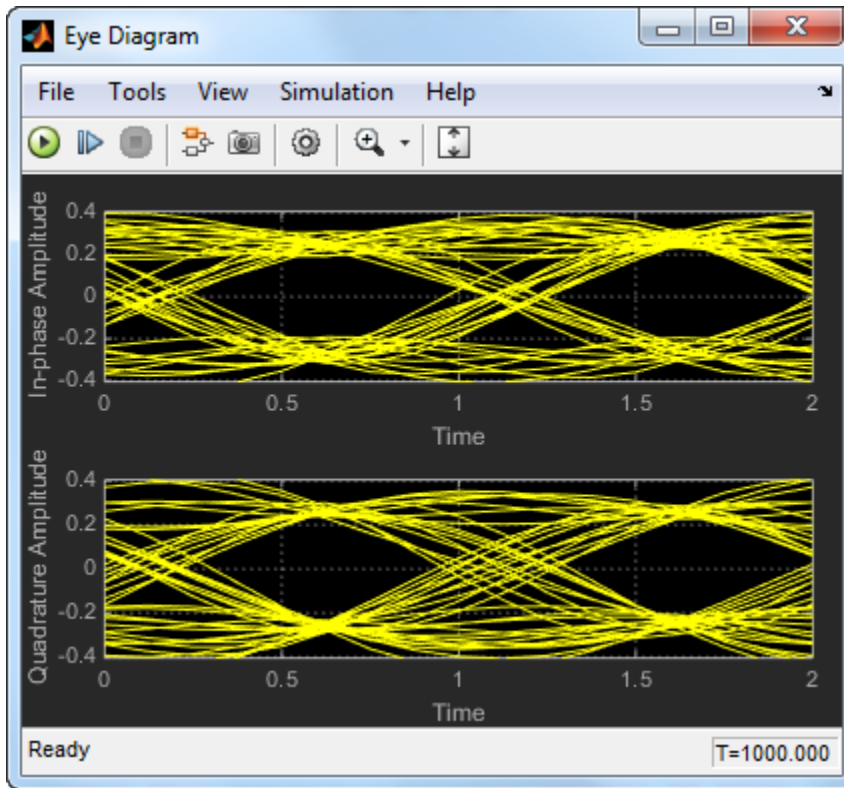 Eye Diagram
File Tools View Simulation Help
In-phase Amplitude
0.4
0.2
0
-0.2
-0.4
0 0.5 1 1.5 2
Time
Quadrature Amplitude
0.4
0.2
0
-0.2
-0.4
0 0.5 1 1.5 2
Time
Ready T=1000.000